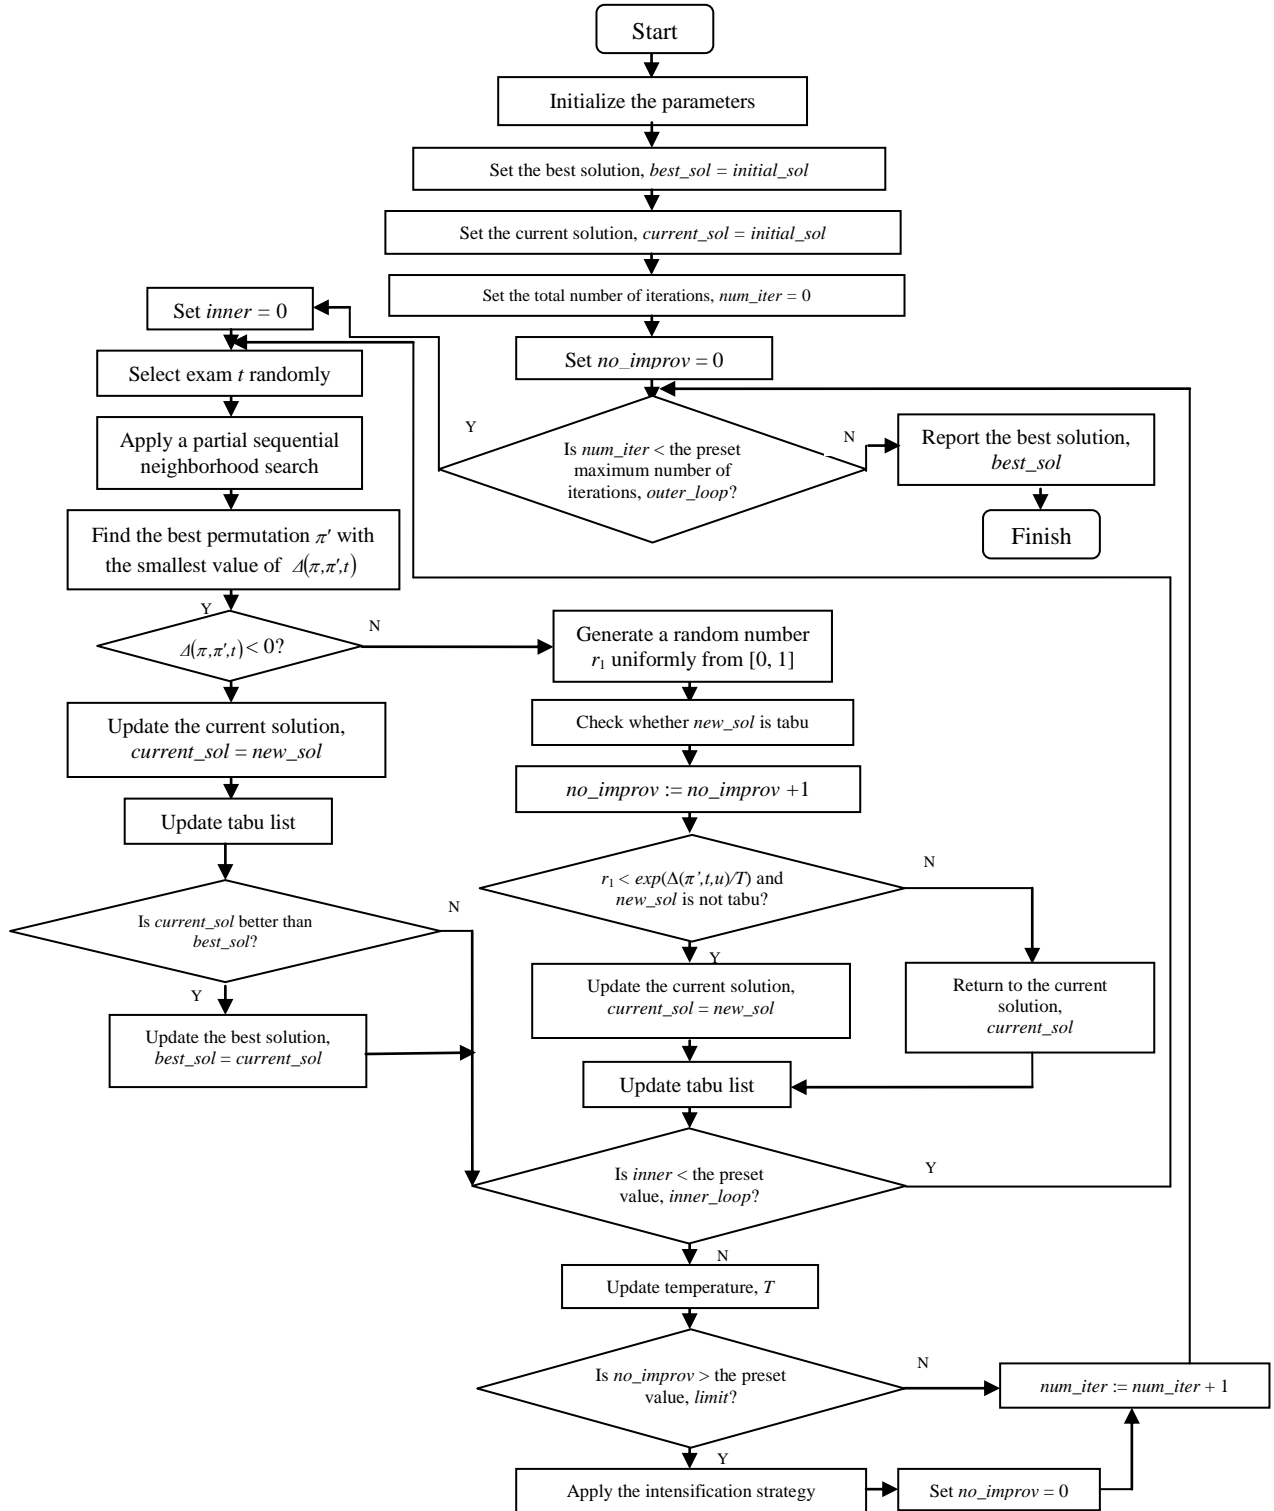 Start
Initialize the parameters
Set the best solution, best_sol = initial_sol
Set the current solution, current_sol = initial_sol
Set the total number of iterations, num_iter = 0
Set no_improv = 0
Set inner = 0
Select exam t randomly
Apply a partial sequential
neighborhood search
Find the best permutation π′ with
the smallest value of Δ(π,π′,t)
Y
Is num_iter < the preset
maximum number of
iterations, outer_loop?
N
Report the best solution,
best_sol
Finish
Y
Δ(π,π′,t) < 0?
N
Generate a random number
r1 uniformly from [0, 1]
Update the current solution,
current_sol = new_sol
Check whether new_sol is tabu
no_improv := no_improv +1
Update tabu list
r1 < exp(Δ(π’,t,u)/T) and
new_sol is not tabu?
N
Y
Is current_sol better than
best_sol?
N
Y
Update the current solution,
current_sol = new_sol
Return to the current
solution,
current_sol
Update the best solution,
best_sol = current_sol
Update tabu list
Is inner < the preset
value, inner_loop?
Y
N
Update temperature, T
Is no_improv > the preset
value, limit?
N
num_iter := num_iter + 1
Y
Apply the intensification strategy
Set no_improv = 0